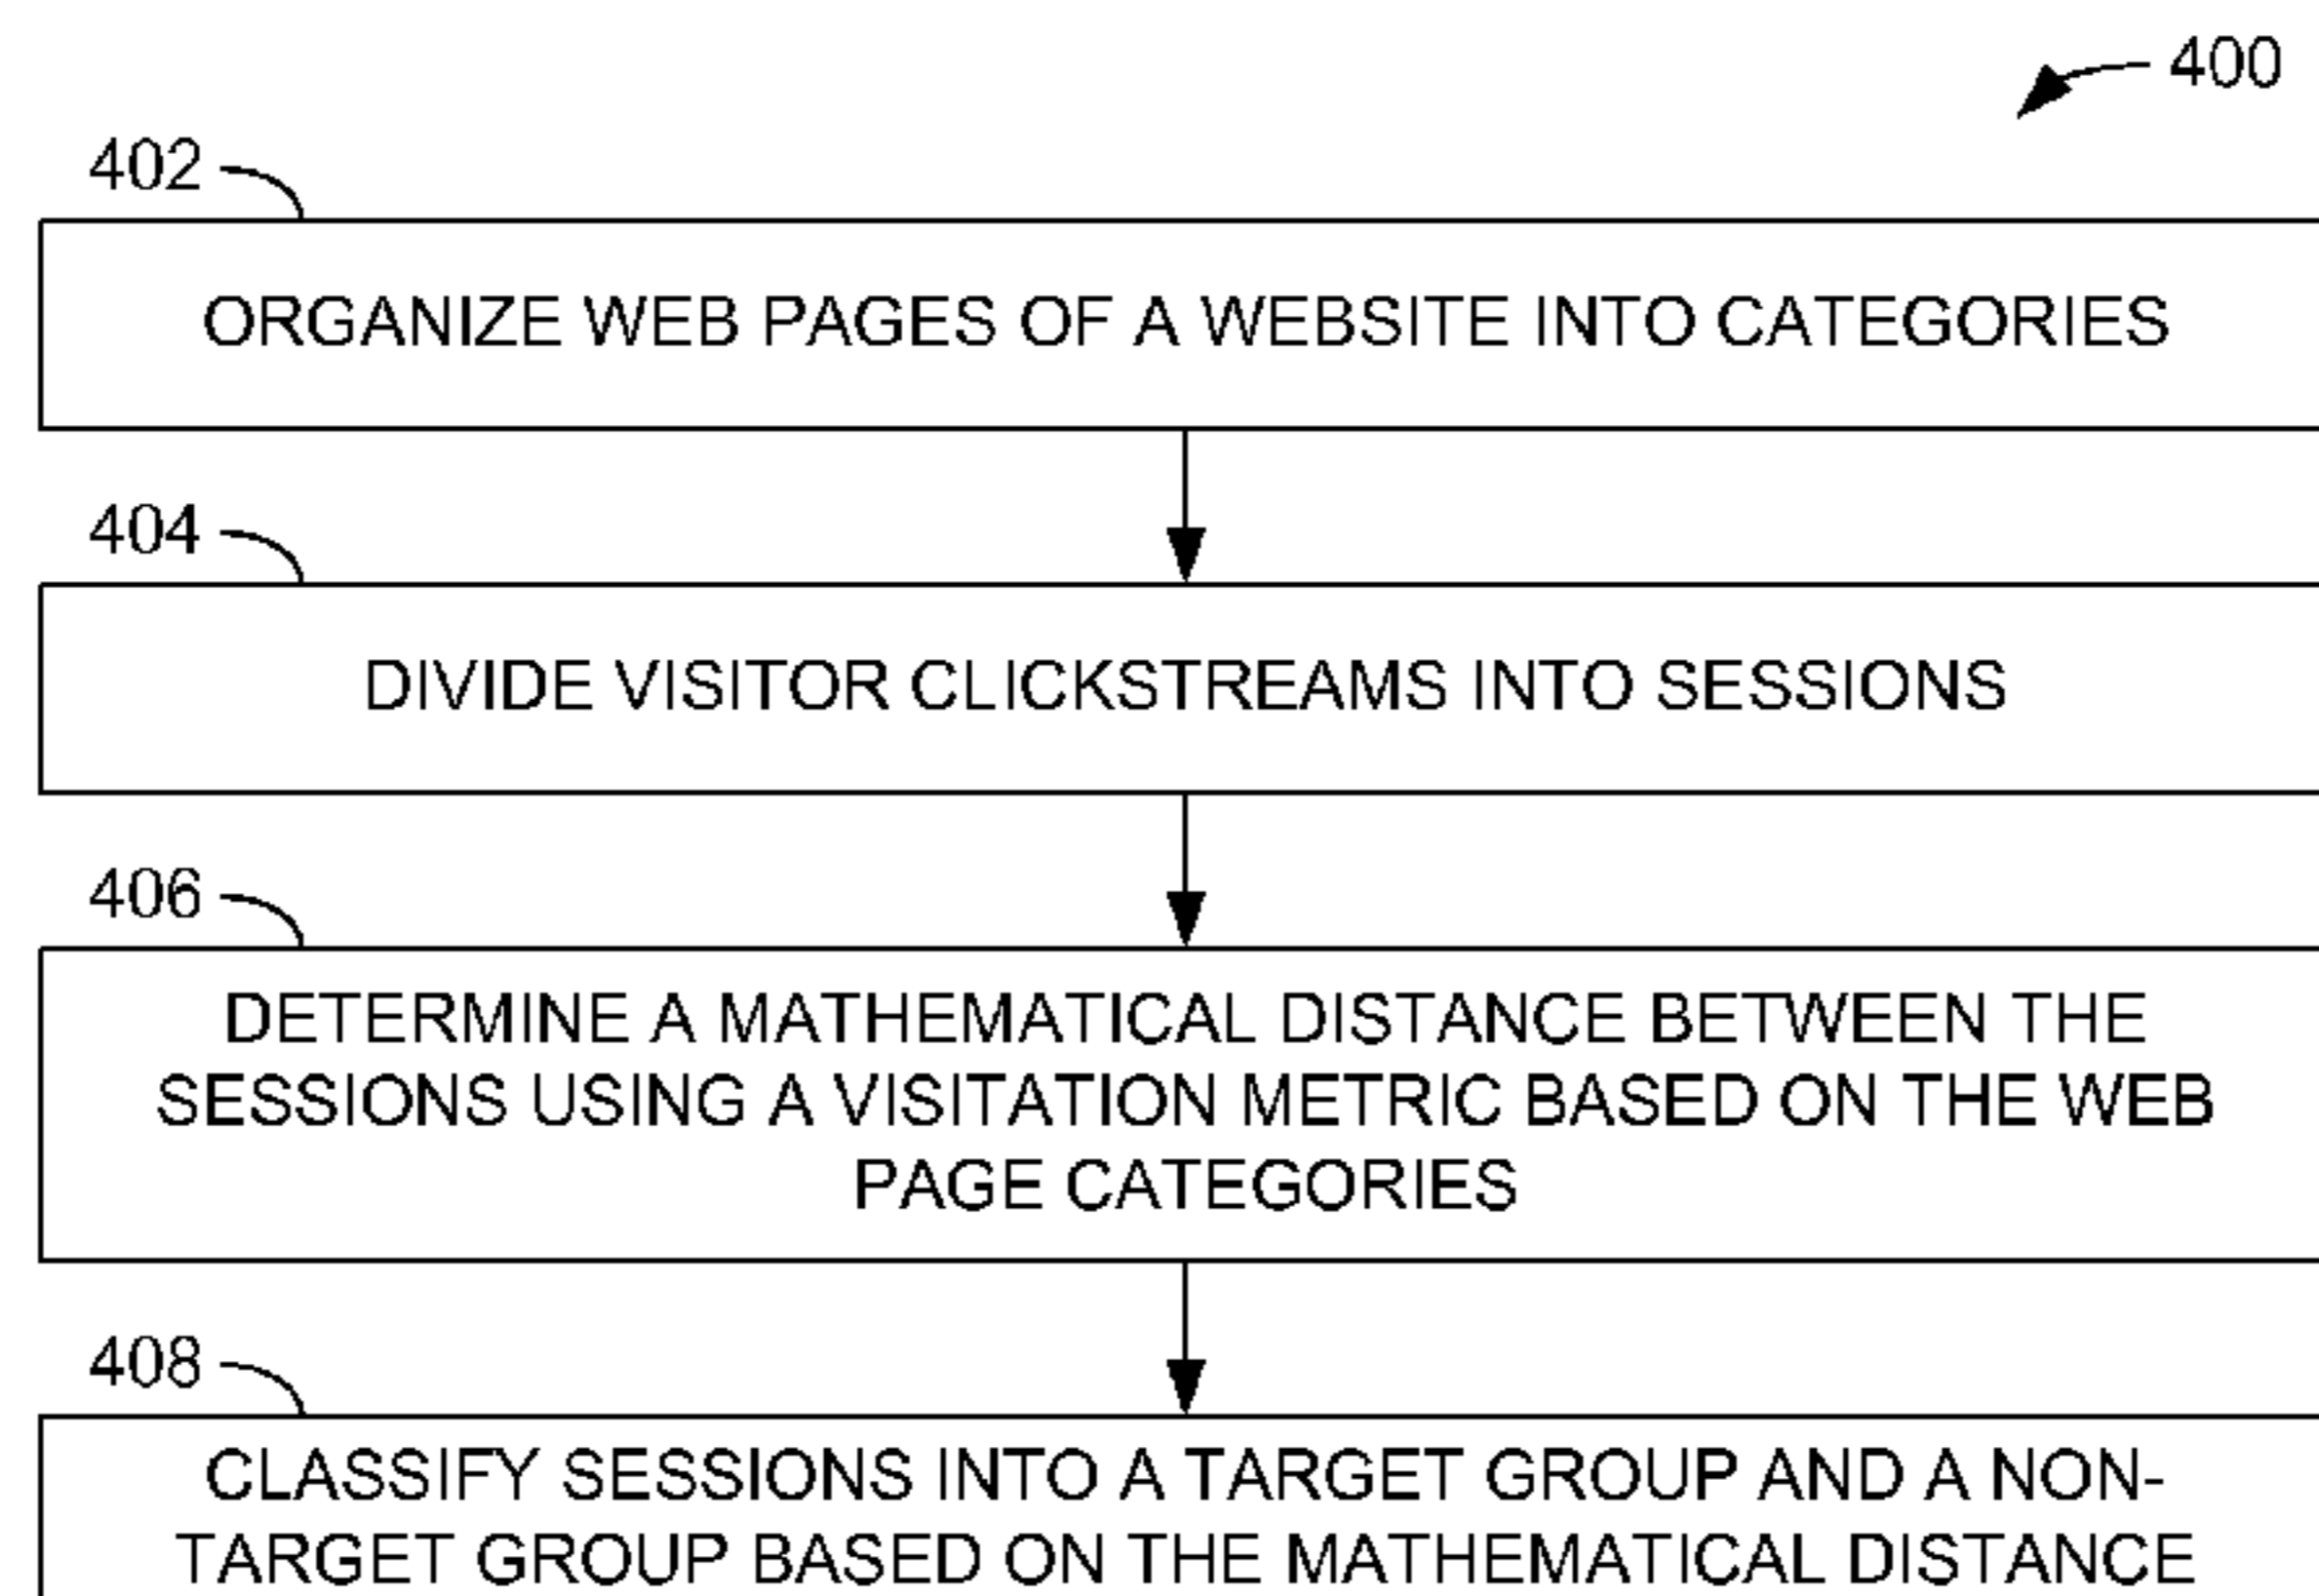 400
402
ORGANIZE WEB PAGES OF A WEBSITE INTO CATEGORIES
404
DIVIDE VISITOR CLICKSTREAMS INTO SESSIONS
406
DETERMINE A MATHEMATICAL DISTANCE BETWEEN THE
SESSIONS USING A VISITATION METRIC BASED ON THE WEB
PAGE CATEGORIES
408
CLASSIFY SESSIONS INTO A TARGET GROUP AND A NON-
TARGET GROUP BASED ON THE MATHEMATICAL DISTANCE